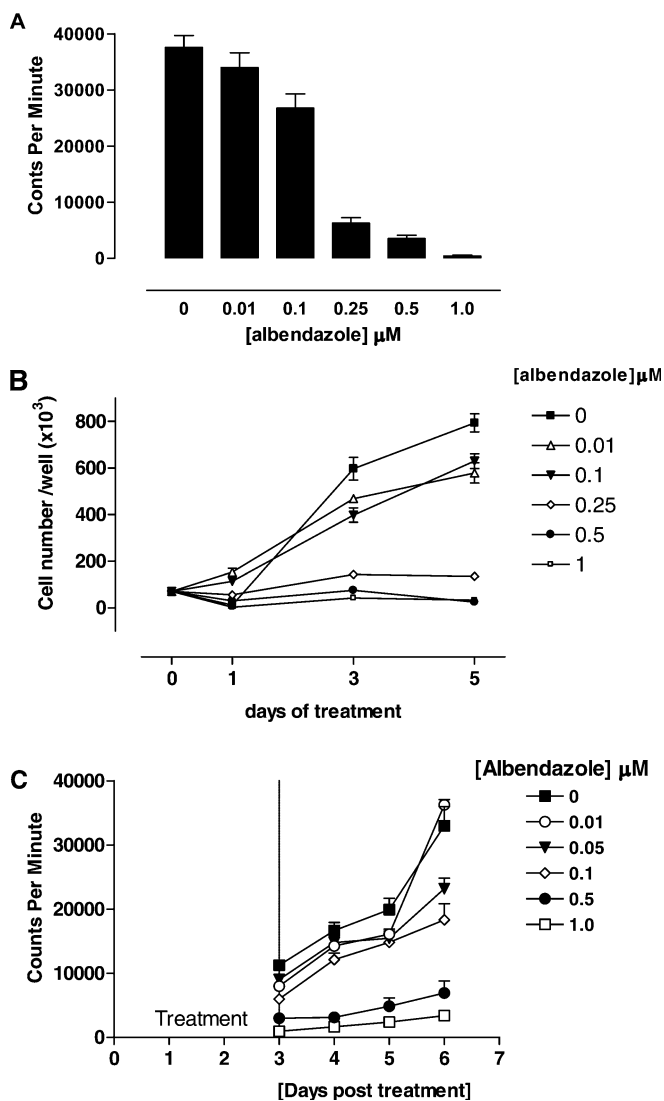 A
40000
30000
20000
10000
0
Conts Per Minute
0 0.01 0.1 0.25 0.5 1.0
[albendazole] µM
B
[albendazole]µM
0
0.01
0.1
0.25
0.5
1
800
600
400
200
0
Cell number /well (x10³)
0 1 3 5
days of treatment
C
[Albendazole] µM
0
0.01
0.05
0.1
0.5
1.0
40000
30000
20000
10000
0
Counts Per Minute
Treatment
0 1 2 3 4 5 6 7
[Days post treatment]